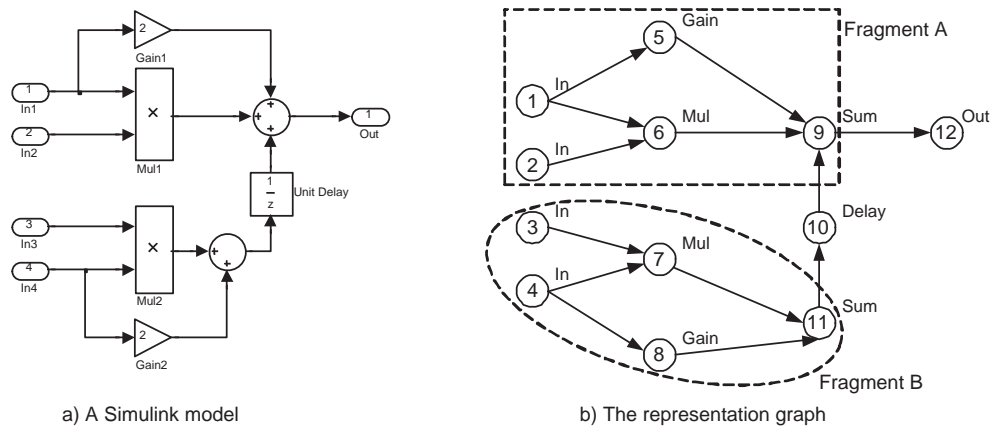 2
Gain1
1
In1
2
In2
×
Mul1
+
+
+
1
Out
1
z
Unit Delay
3
In3
4
In4
×
Mul2
+
+
2
Gain2
a) A Simulink model
Fragment A
In
1
In
2
Gain
5
Mul
6
Sum
9
Out
12
In
3
In
4
Mul
7
Gain
8
Delay
10
Sum
11
Fragment B
b) The representation graph